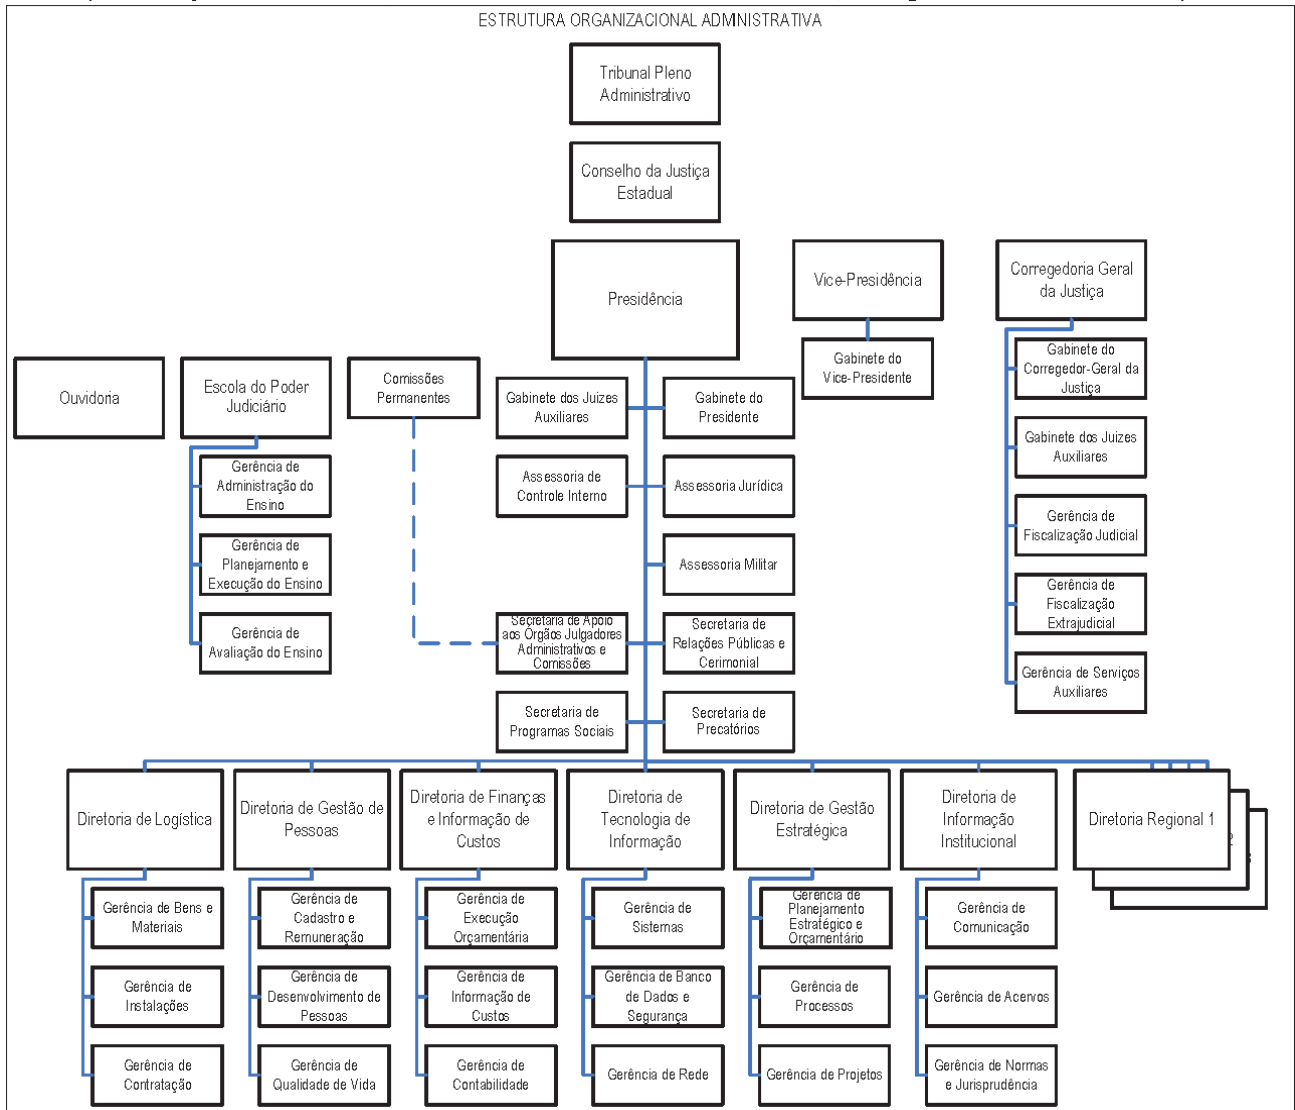 ESTRUTURA ORGANIZACIONAL ADMINISTRATIVA
Tribunal Pleno
Administrativo
Conselho da Justiça
Estadual
Presidência
Vice-Presidência
Corregedoria Geral
da Justiça
Gabinete do
Vice-Presidente
Gabinete do
Corregedor-Geral da
Justiça
Gabinete dos Juizes
Auxiliares
Gerência de
Fiscalização Judicial
Gerência de
Fiscalização
Extrajudicial
Gerência de Serviços
Auxiliares
Ouvidoria
Escola do Poder
Judiciário
Gerência de
Administração do
Ensino
Gerência de
Planejamento e
Execução do Ensino
Gerência de
Avaliação do Ensino
Comissões
Permanentes
Gabinete dos Juizes
Auxiliares
Gabinete do
Presidente
Assessoria de
Controle Interno
Assessoria Jurídica
Assessoria Militar
Secretaria de Apoio
aos Órgãos Julgadores
Administrativos e
Comissões
Secretaria de
Relações Públicas e
Cerimonial
Secretaria de
Programas Sociais
Secretaria de
Precatórios
Diretoria de Logística
Gerência de Bens e
Materiais
Gerência de
Instalações
Gerência de
Contratação
Diretoria de Gestão de
Pessoas
Gerência de
Cadastro e
Remuneração
Gerência de
Desenvolvimento de
Pessoas
Gerência de
Qualidade de Vida
Diretoria de Finanças
e Informação de
Custos
Gerência de
Execução
Orçamentária
Gerência de
Informação de
Custos
Gerência de
Contabilidade
Diretoria de
Tecnologia de
Informação
Gerência de
Sistemas
Gerência de Banco
de Dados e
Segurança
Gerência de Rede
Diretoria de Gestão
Estratégica
Gerência de
Planejamento
Estratégico e
Orçamentário
Gerência de
Processos
Gerência de Projetos
Diretoria de
Informação
Institucional
Gerência de
Comunicação
Gerência de Acervos
Gerência de Normas
e Jurisprudência
Diretoria Regional 1